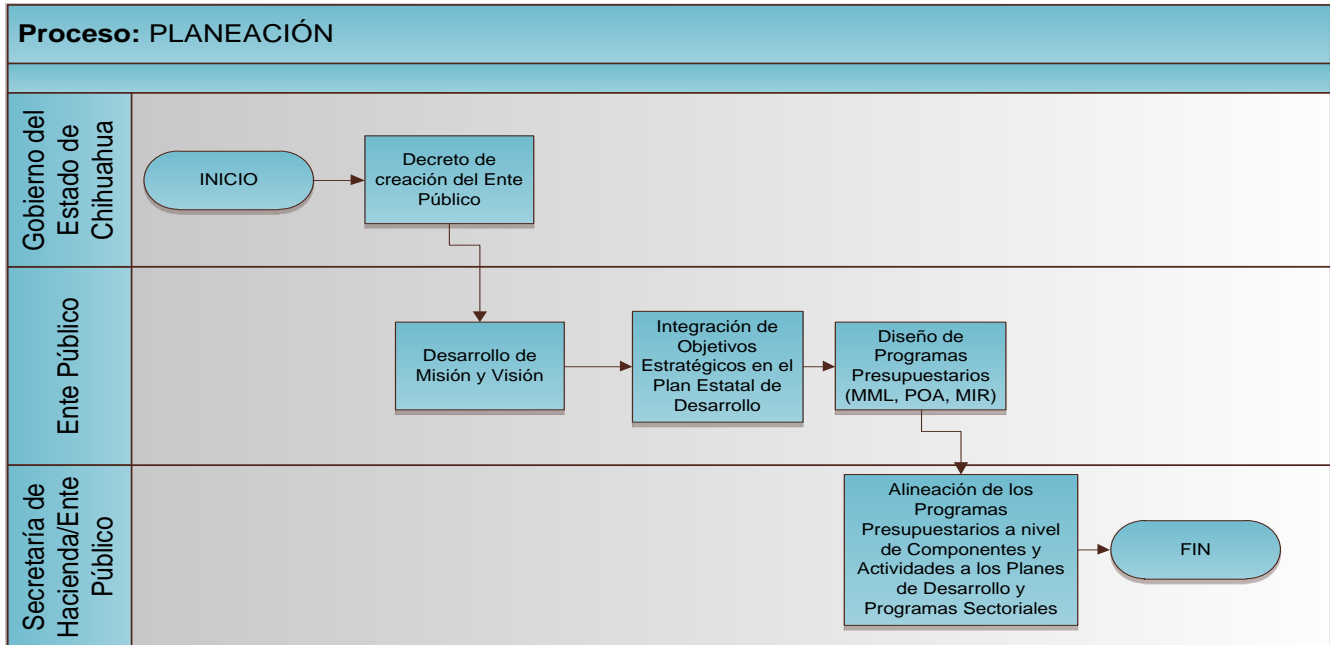 Proceso: PLANEACIÓN
Gobierno del
Estado de
Chihuahua
INICIO
Decreto de
creación del Ente
Público
Ente Público
Desarrollo de
Misión y Visión
Integración de
Objetivos
Estratégicos en el
Plan Estatal de
Desarrollo
Diseño de
Programas
Presupuestarios
(MML, POA, MIR)
Secretaría de
Hacienda/Ente
Público
Alineación de los
Programas
Presupuestarios a nivel
de Componentes y
Actividades a los Planes
de Desarrollo y
Programas Sectoriales
FIN